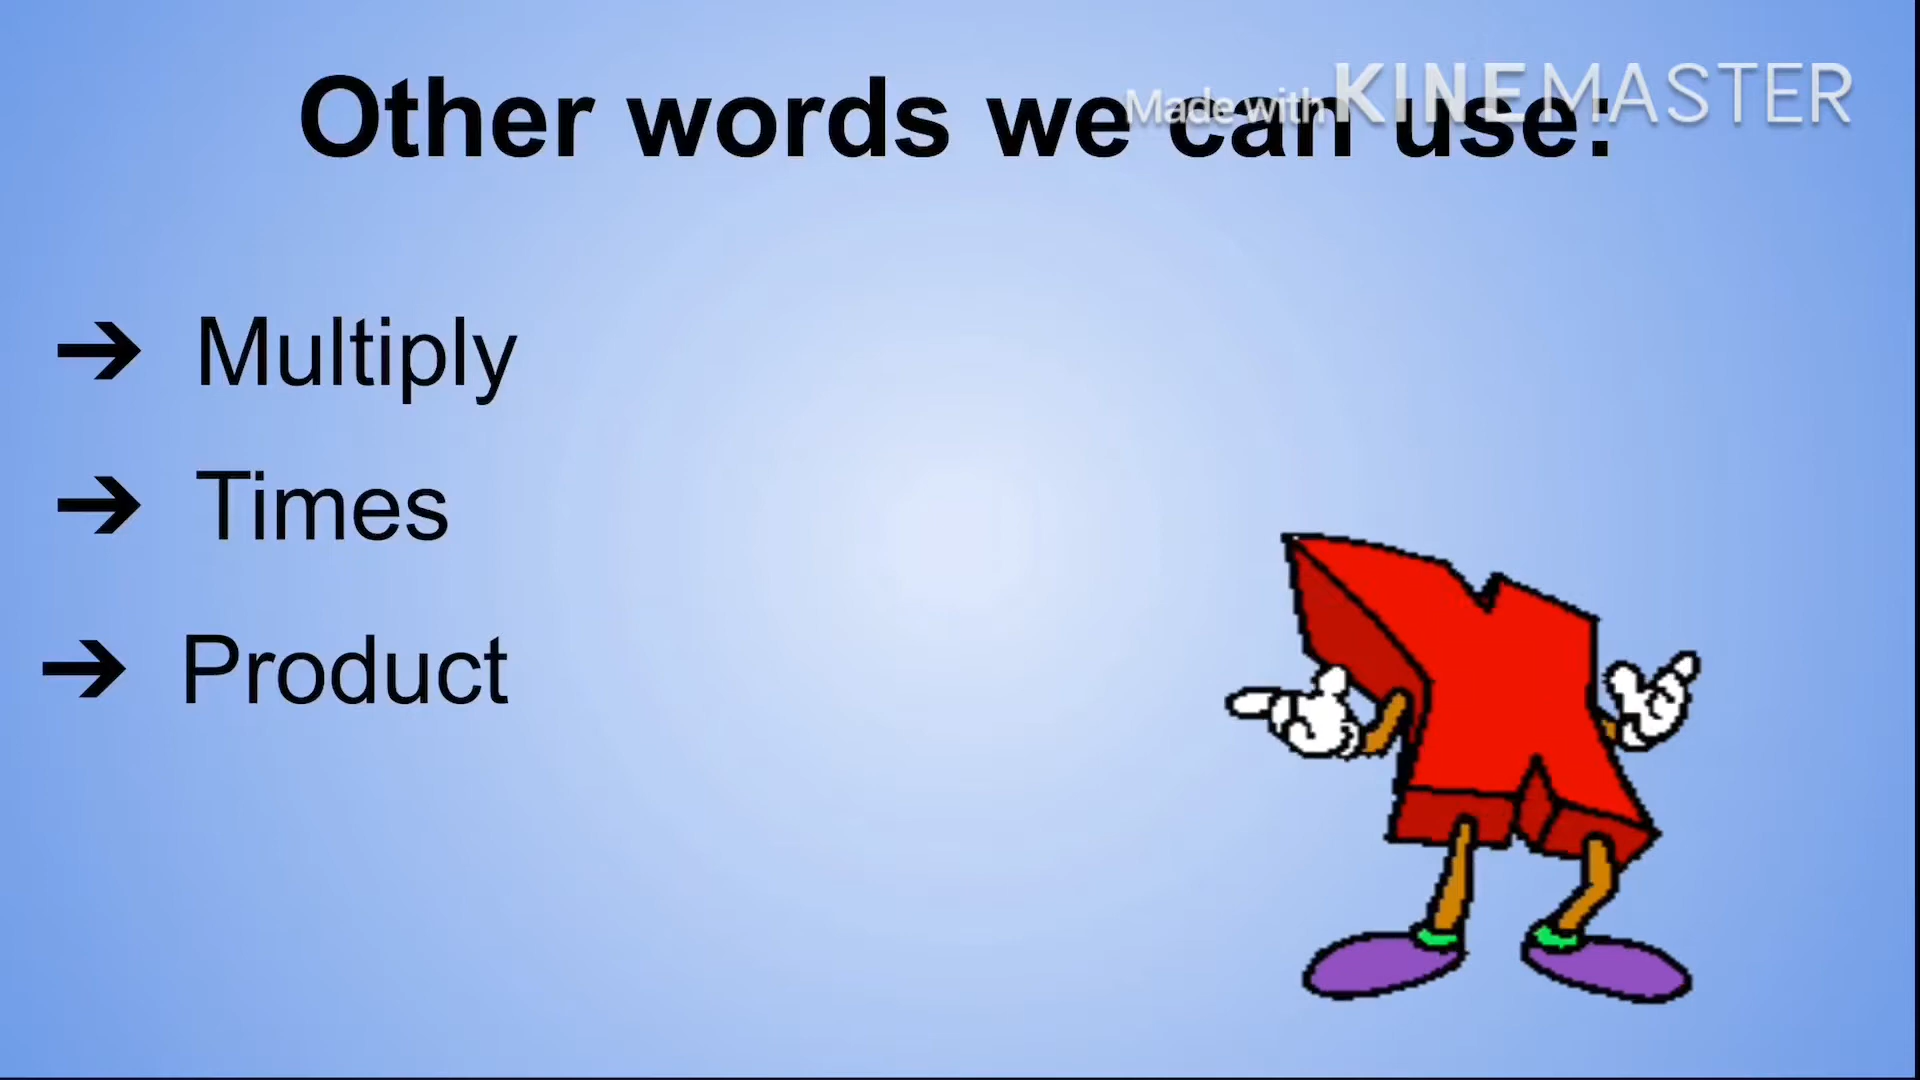 Other words we can use:
Made with KINEMASTER
➔ Multiply
➔ Times
➔ Product